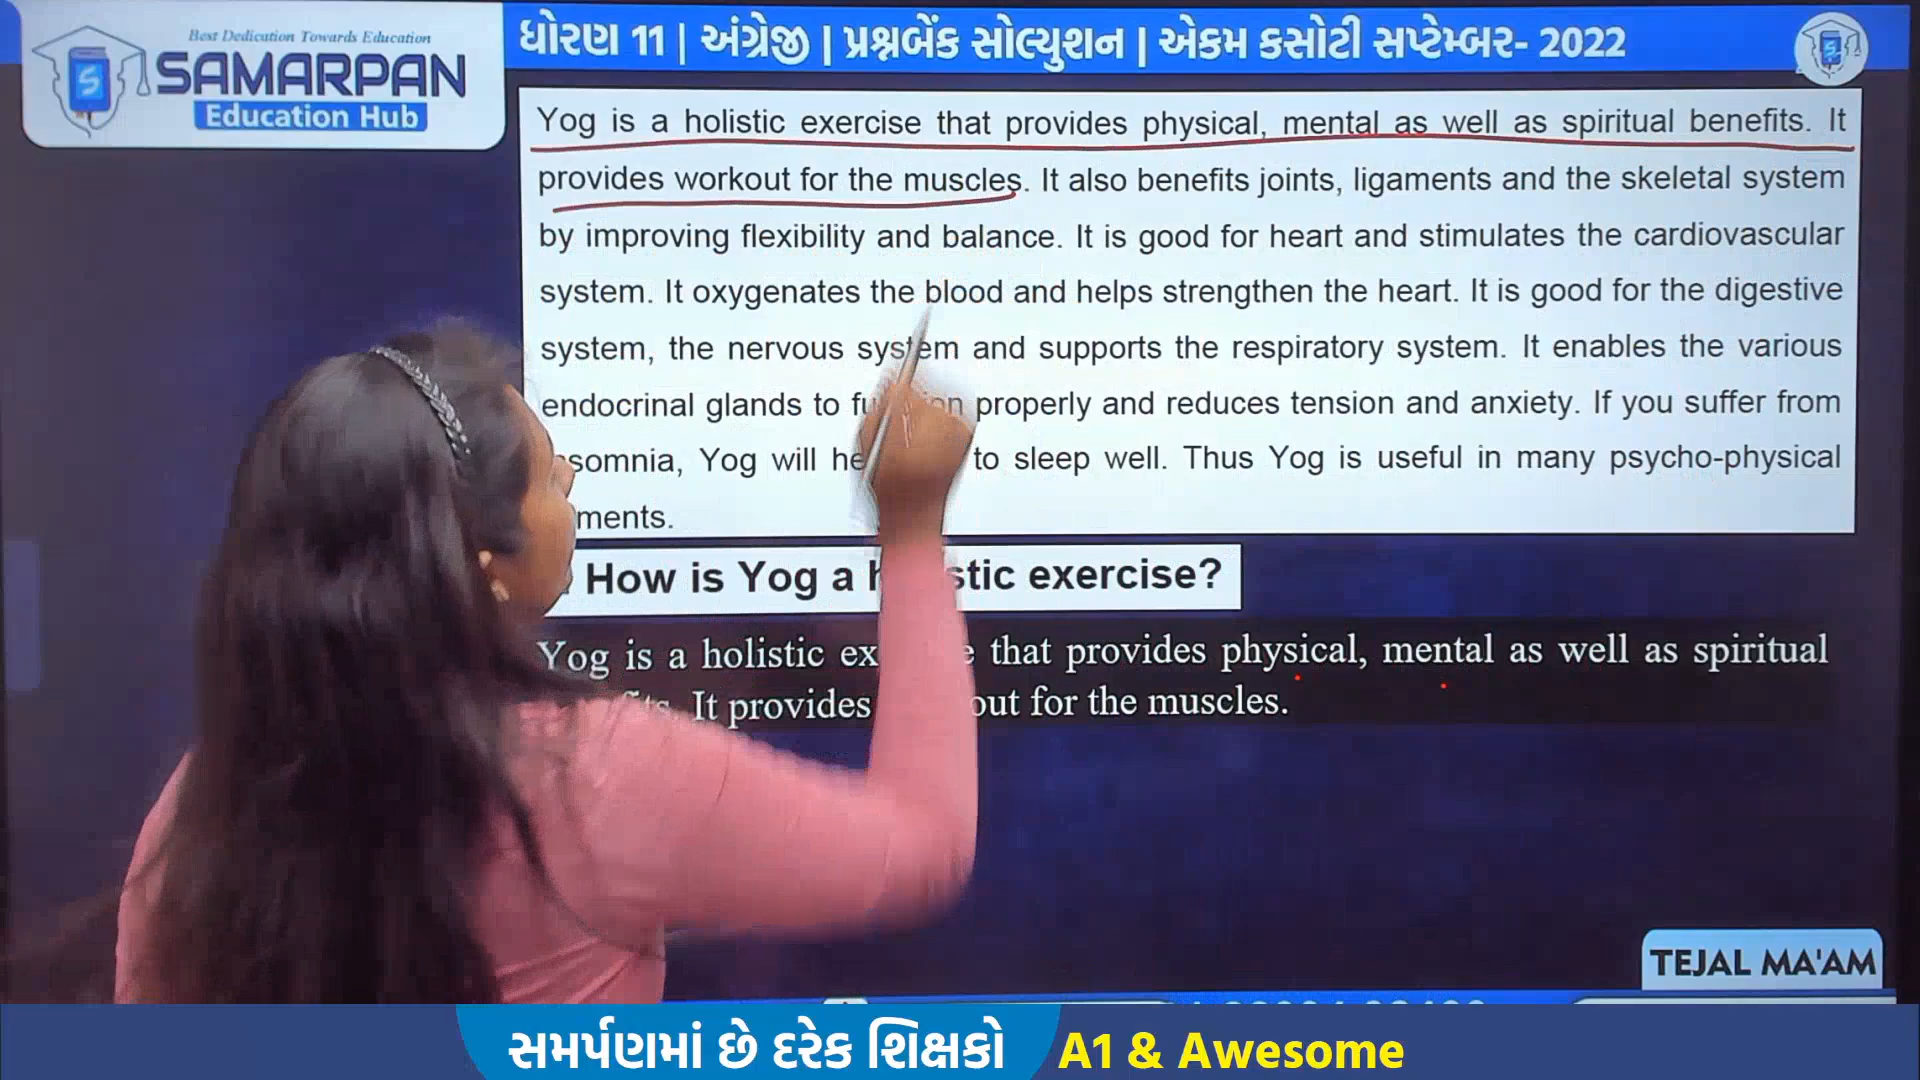 Best Dedication Towards Education
SAMARPAN
Education Hub
ધોરણ 11 | અંગ્રેજી | પ્રશ્નબેંક સોલ્યુશન | એકમ કસોટી સપ્ટેમ્બર- 2022
Yog is a holistic exercise that provides physical, mental as well as spiritual benefits. It
provides workout for the muscles. It also benefits joints, ligaments and the skeletal system
by improving flexibility and balance. It is good for heart and stimulates the cardiovascular
system. It oxygenates the blood and helps strengthen the heart. It is good for the digestive
system, the nervous system and supports the respiratory system. It enables the various
endocrinal glands to properly and reduces tension and anxiety. If you suffer from
Yog will to sleep well. Thus Yog is useful in many psycho-physical
How is Yog a exercise?
Yog is a holistic that provides physical, mental as well as spiritual
It provides for the muscles.
TEJAL MA'AM
સમર્પણમાં છે દરેક શિક્ષકો A1 & Awesome